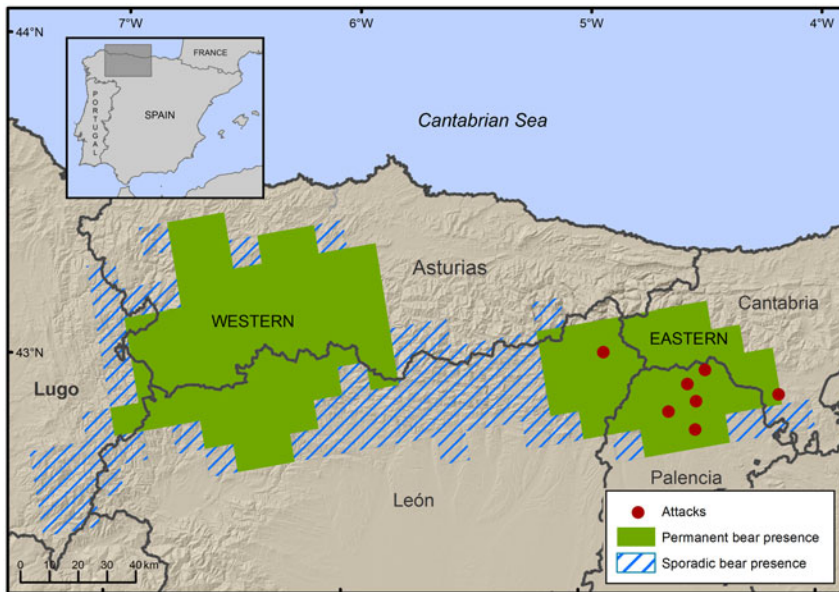 7°W
6°W
5°W
4°W
44°N
43°N
FRANCE
PORTUGAL
SPAIN
Cantabrian Sea
Asturias
Cantabria
WESTERN
EASTERN
Lugo
León
Palencia
0 10 20 30 40 km
Attacks
Permanent bear presence
Sporadic bear presence